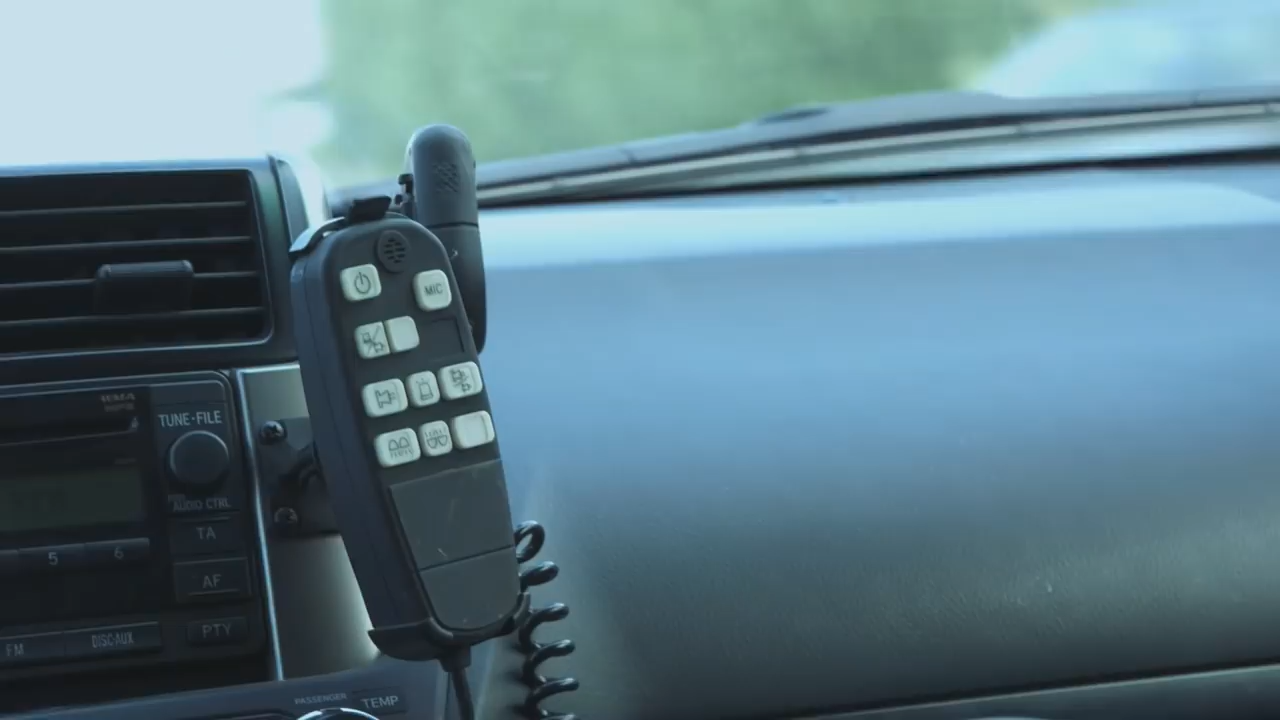 MIC
TUNE·FILE
AUDIO CTRL
TA
5
6
AF
PTY
FM
DISC·AUX
PASSENGER
TEMP